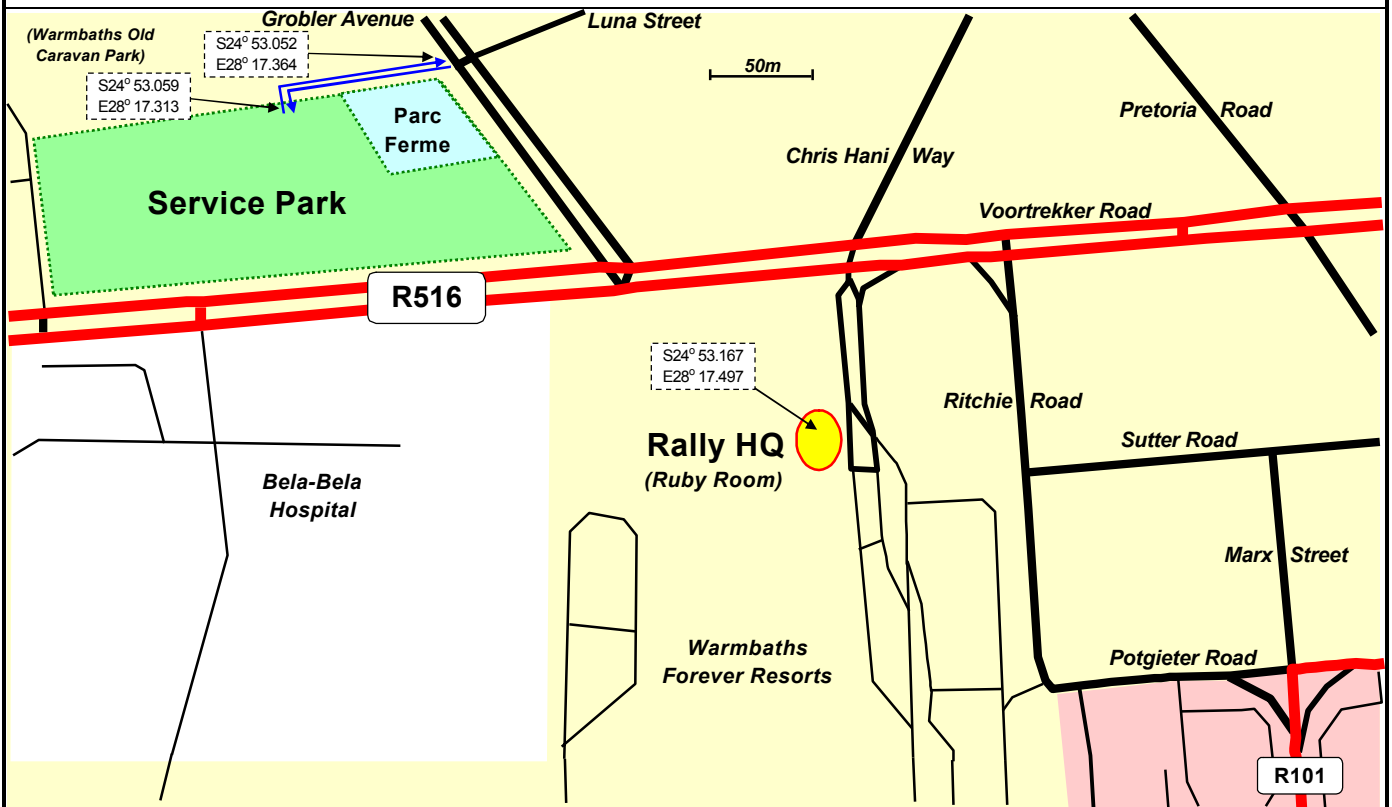 Grobler Avenue
Luna Street
(Warmbaths Old
Caravan Park)
S24° 53.052
E28° 17.364
50m
S24° 53.059
E28° 17.313
Parc
Ferme
Pretoria Road
Chris Hani Way
Service Park
Voortrekker Road
R516
S24° 53.167
E28° 17.497
Ritchie Road
Rally HQ
(Ruby Room)
Sutter Road
Bela-Bela
Hospital
Marx Street
Warmbaths
Forever Resorts
Potgieter Road
R101